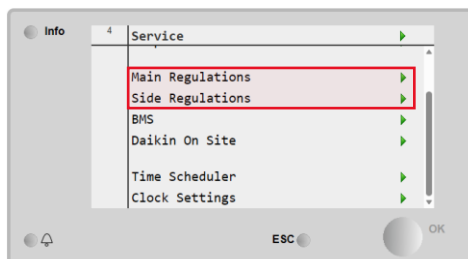 Info
4 Service
Main Regulations
Side Regulations
BMS
Daikin On Site
Time Scheduler
Clock Settings
ESC
OK